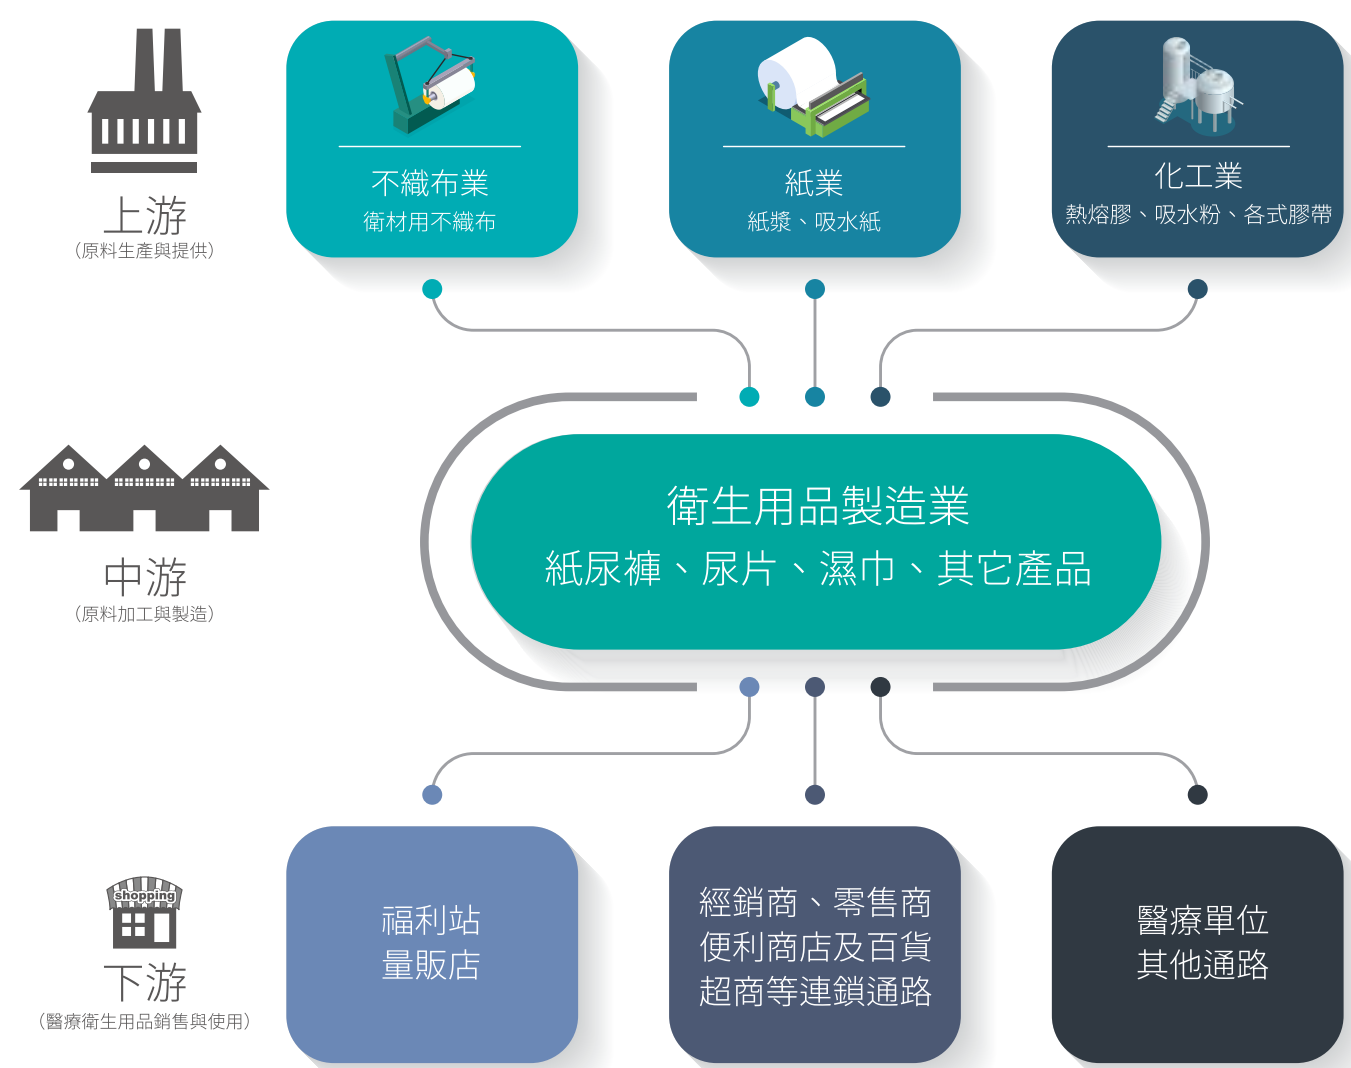 上游
（原料生產與提供）
不織布業
衛材用不織布
紙業
紙漿、吸水紙
化工業
熱熔膠、吸水粉、各式膠帶
中游
（原料加工與製造）
衛生用品製造業
紙尿褲、尿片、濕巾、其它產品
shopping
下游
（醫療衛生用品銷售與使用）
福利站
量販店
經銷商、零售商
便利商店及百貨
超商等連鎖通路
醫療單位
其他通路